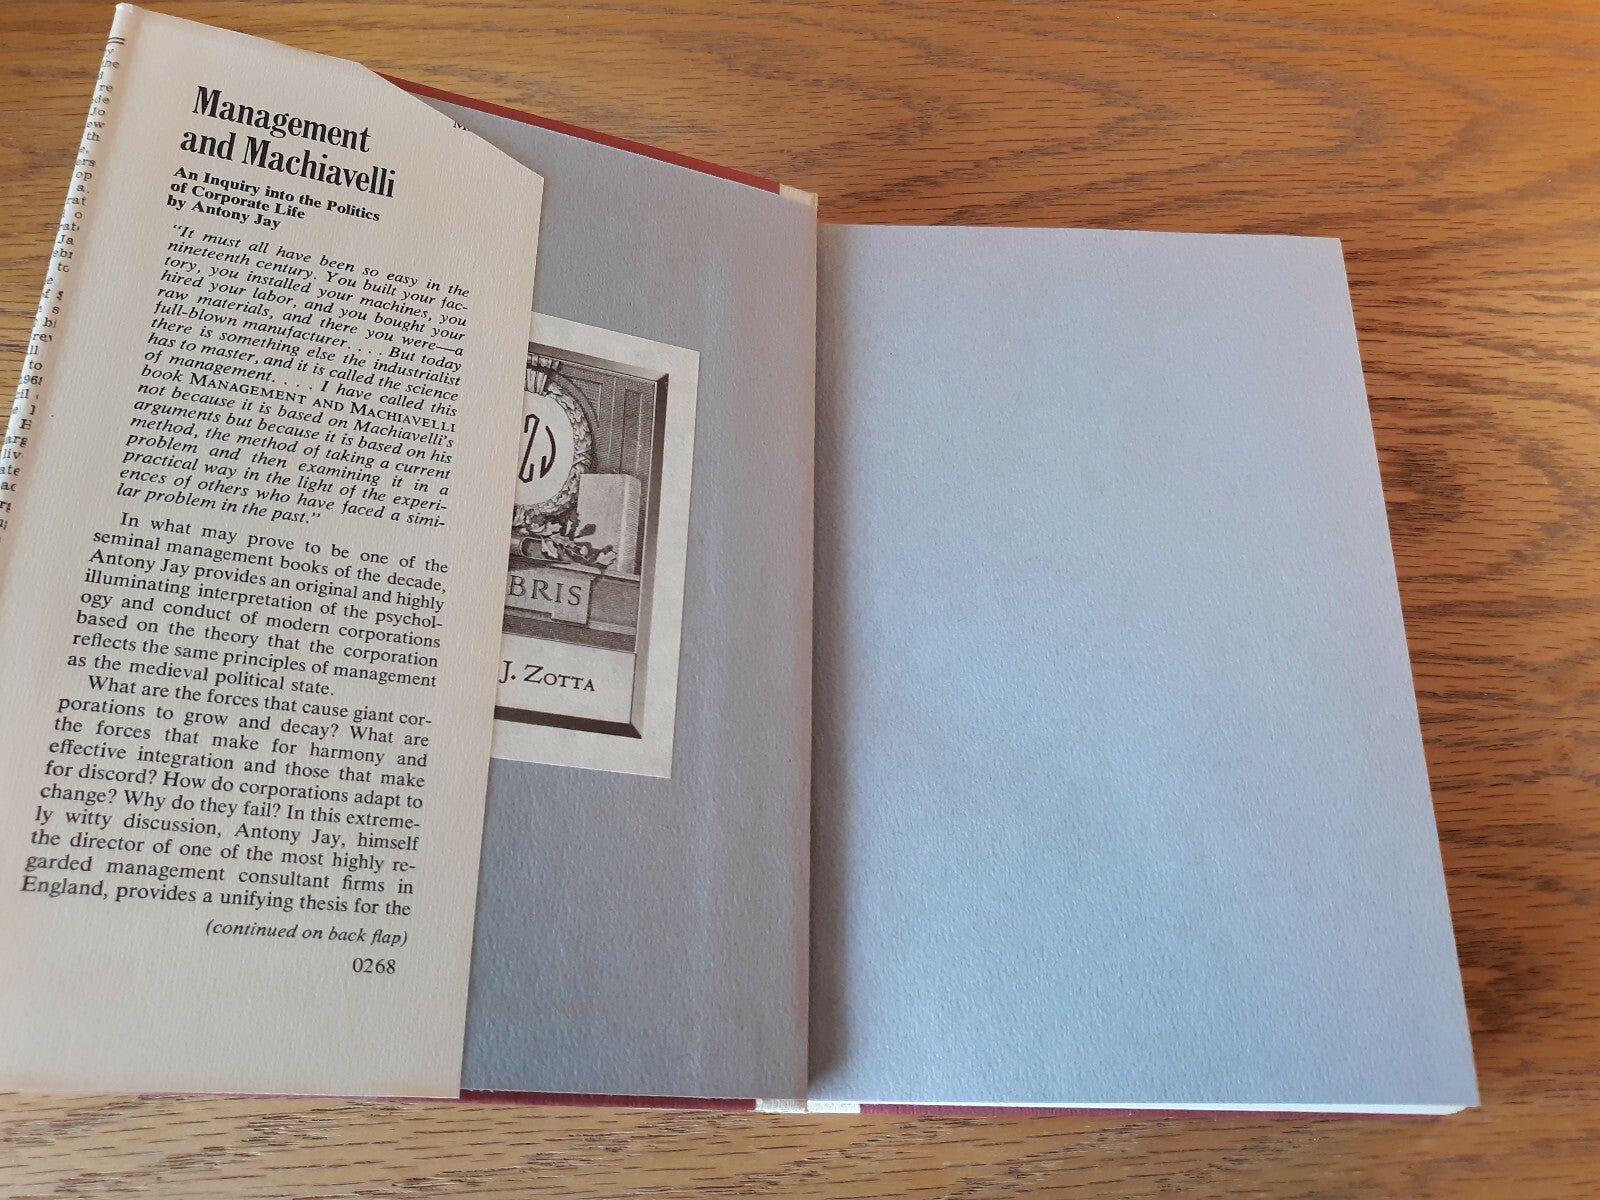 Management
and Machiavelli
An Inquiry into the Politics
of Corporate Life
by Antony Jay
"It must all have been so easy in the
nineteenth century. You built your fac-
tory, you installed your machines, you
hired your labor, and you bought your
raw materials, and there you were—a
full-blown manufacturer. . . . But today
there is something else the industrialist
has to master, and it is called the science
of management. . . . I have called this
book MANAGEMENT AND MACHIAVELLI
not because it is based on Machiavelli's
arguments but because it is based on his
method, the method of taking a current
problem and then examining it in a
practical way in the light of the experi-
ences of others who have faced a simi-
lar problem in the past."
In what may prove to be one of the
seminal management books of the decade,
Antony Jay provides an original and highly
illuminating interpretation of the psychol-
ogy and conduct of modern corporations
based on the theory that the corporation
reflects the same principles of management
as the medieval political state.
What are the forces that cause giant cor-
porations to grow and decay? What are
the forces that make for harmony and
effective integration and those that make
for discord? How do corporations adapt to
change? Why do they fail? In this extreme-
ly witty discussion, Antony Jay, himself
the director of one of the most highly re-
garded management consultant firms in
England, provides a unifying thesis for the
(continued on back flap)
0268
BRIS
J. ZOTTA